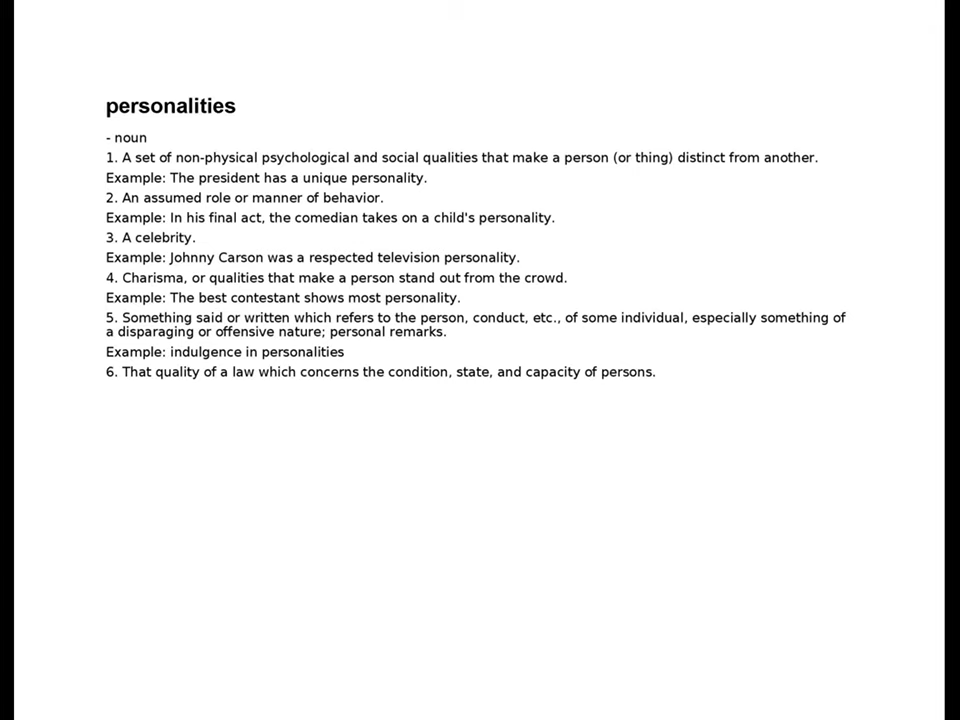 personalities
- noun
1. A set of non-physical psychological and social qualities that make a person (or thing) distinct from another.
Example: The president has a unique personality.
2. An assumed role or manner of behavior.
Example: In his final act, the comedian takes on a child's personality.
3. A celebrity.
Example: Johnny Carson was a respected television personality.
4. Charisma, or qualities that make a person stand out from the crowd.
Example: The best contestant shows most personality.
5. Something said or written which refers to the person, conduct, etc., of some individual, especially something of
a disparaging or offensive nature; personal remarks.
Example: indulgence in personalities
6. That quality of a law which concerns the condition, state, and capacity of persons.